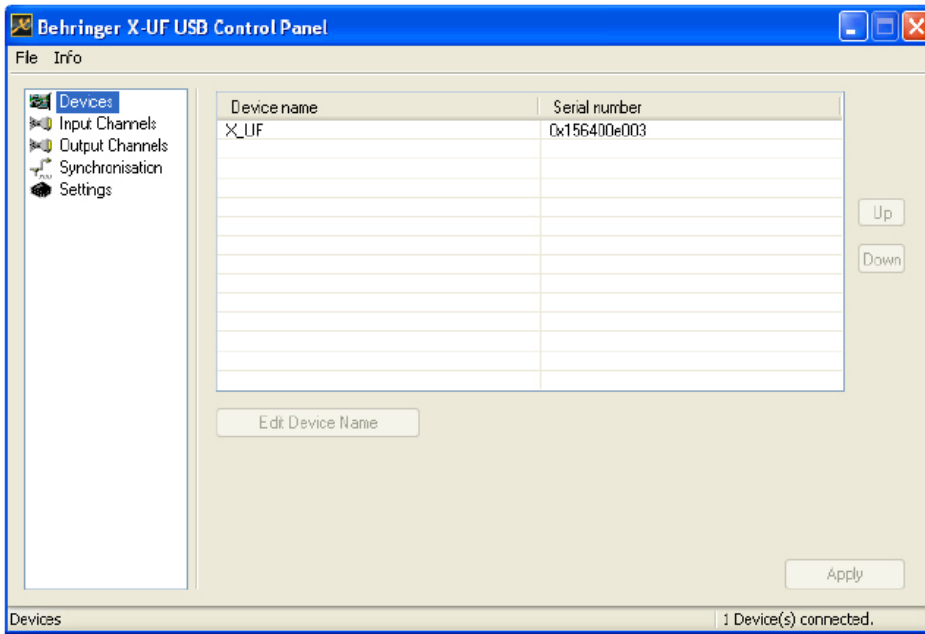 Behringer X-UF USB Control Panel
File Info
Devices
Input Channels
Output Channels
Synchronisation
Settings
Device name Serial number
X_UF 0x156400e003
Up
Down
Edit Device Name
Apply
Devices 1 Device(s) connected.